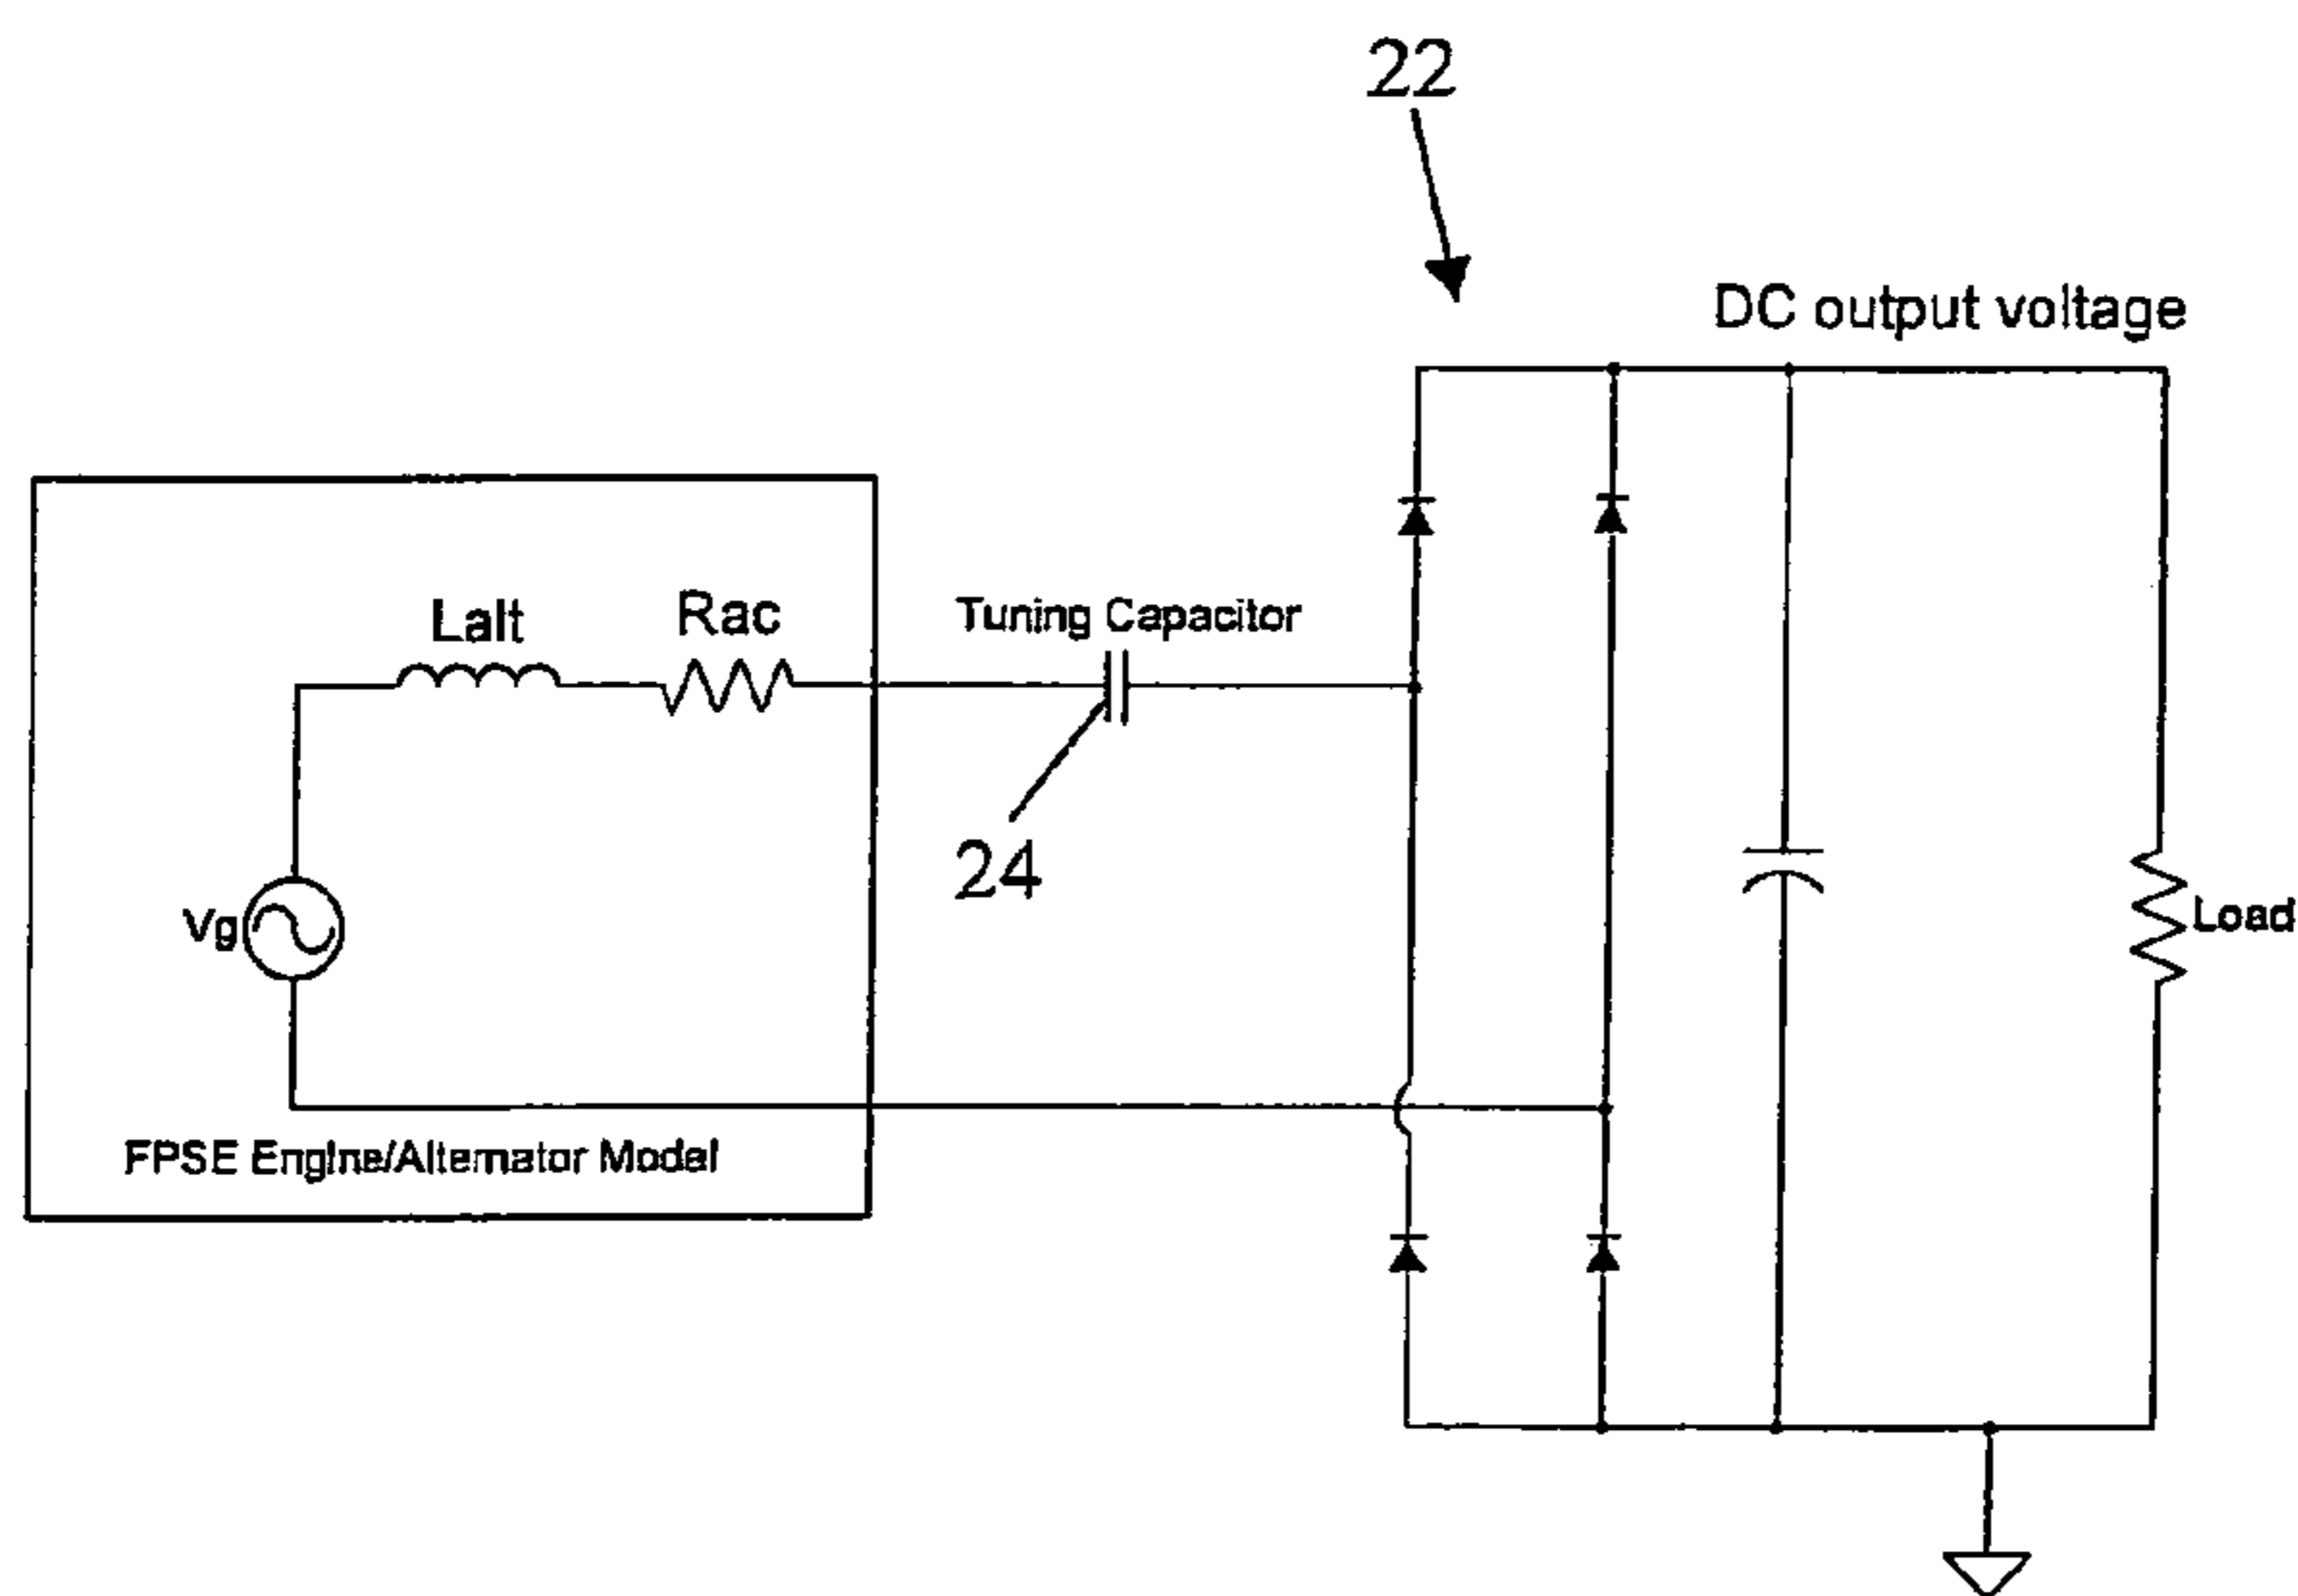 22
DC output voltage
Lalt
Rac
Tuning Capacitor
24
Vg
Load
FPSE Engine/Alternator Model